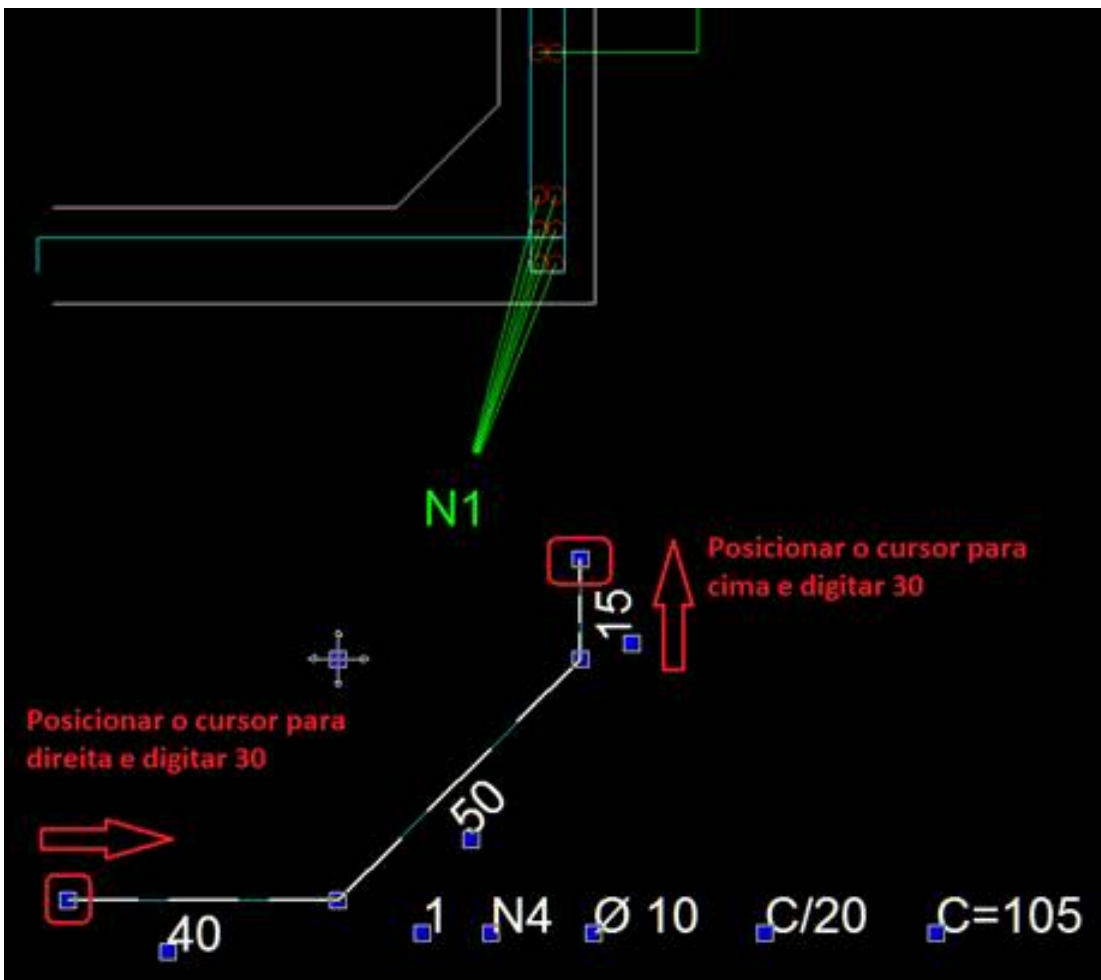 N1
Posicionar o cursor para
cima e digitar 30
15
Posicionar o cursor para
direita e digitar 30
50
40
1 N4 Ø 10 C/20 C=105